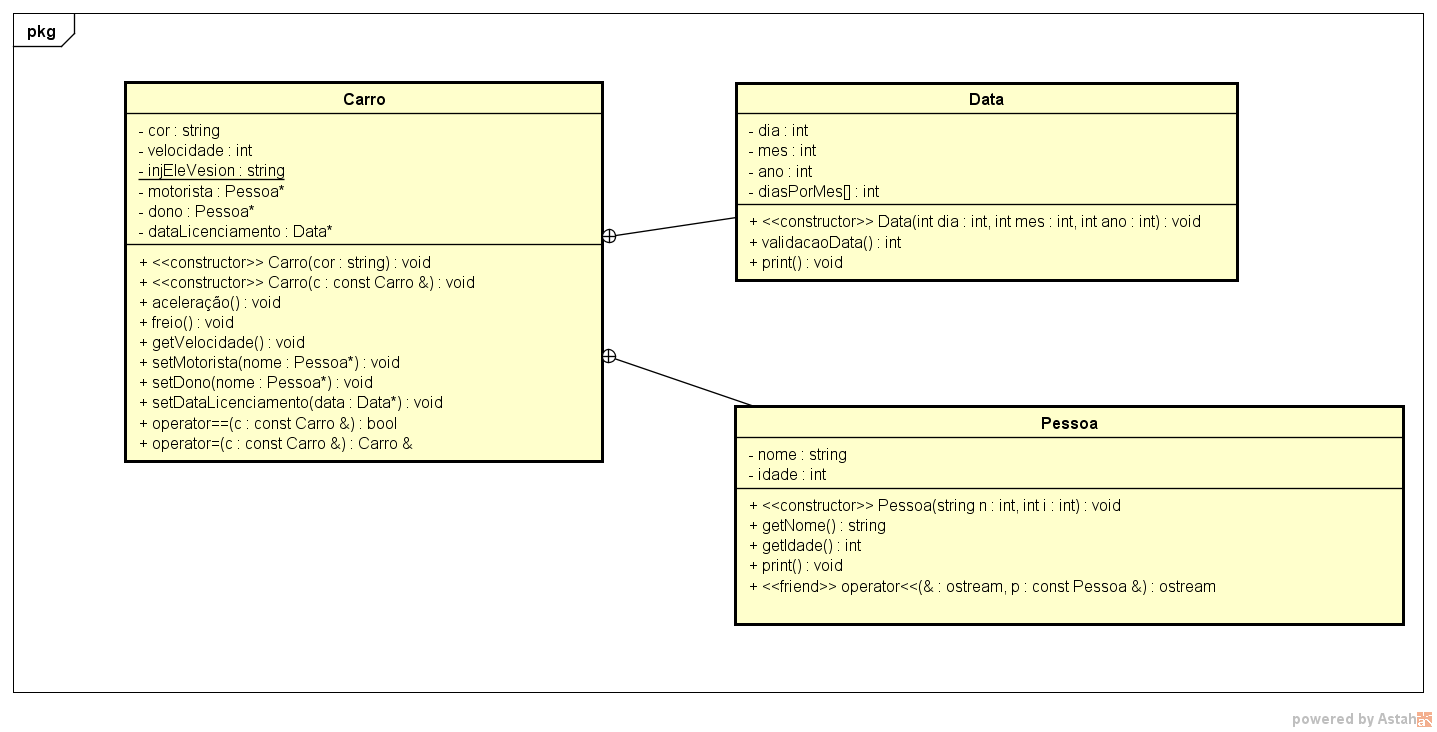 pkg
Carro
- cor : string
- velocidade : int
- injEleVesion : string
- motorista : Pessoa*
- dono : Pessoa*
- dataLicenciamento : Data*
+ <<constructor>> Carro(cor : string) : void
+ <<constructor>> Carro(c : const Carro &) : void
+ aceleração() : void
+ freio() : void
+ getVelocidade() : void
+ setMotorista(nome : Pessoa*) : void
+ setDono(nome : Pessoa*) : void
+ setDataLicenciamento(data : Data*) : void
+ operator==(c : const Carro &) : bool
+ operator=(c : const Carro &) : Carro &
Data
- dia : int
- mes : int
- ano : int
- diasPorMes[] : int
+ <<constructor>> Data(int dia : int, int mes : int, int ano : int) : void
+ validacaoData() : int
+ print() : void
Pessoa
- nome : string
- idade : int
+ <<constructor>> Pessoa(string n : int, int i : int) : void
+ getNome() : string
+ getIdade() : int
+ print() : void
+ <<friend>> operator<<(& : ostream, p : const Pessoa &) : ostream
powered by Astah